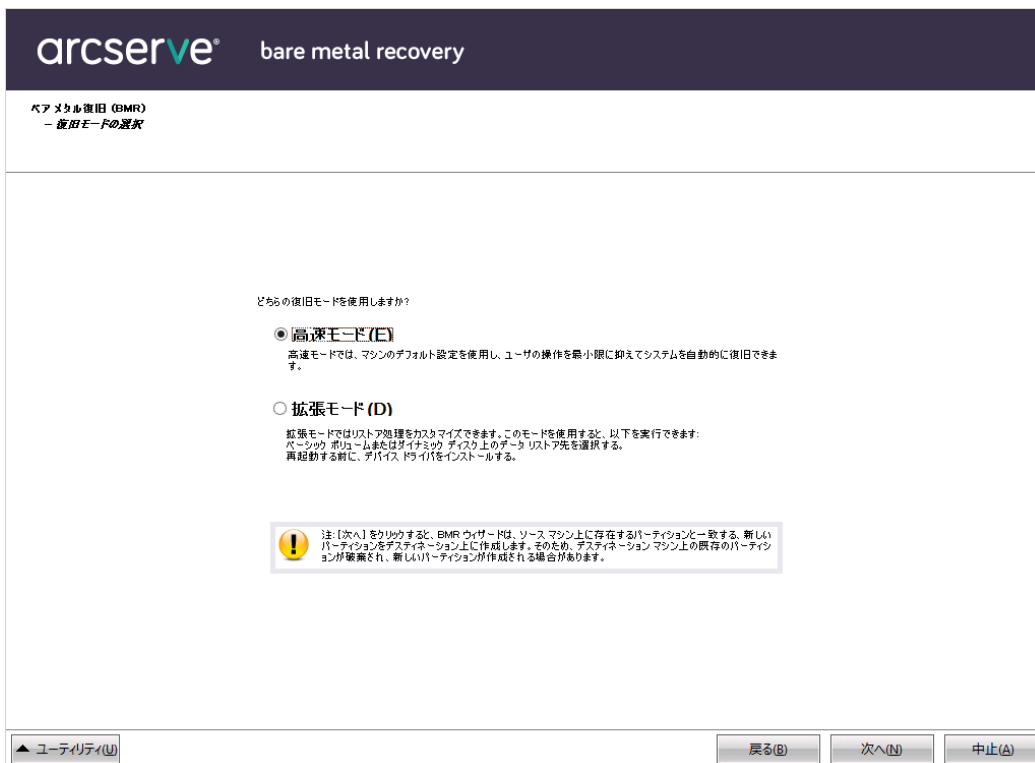 arcserve® bare metal recovery
ベア メタル復旧 (BMR)
– 復旧モードの選択
どちらの復旧モードを使用しますか?
高速モード(E)
高速モードでは、マシンのデフォルト設定を使用し、ユーザの操作を最小限に抑えてシステムを自動的に復旧できま
す。
拡張モード(D)
拡張モードではリストア処理をカスタマイズできます。このモードを使用すると、以下を実行できます:
ベーシック ボリュームまたはダイナミック ディスク上のデータ リストア先を選択する。
再起動する前に、デバイス ドライバをインストールする。
注: [次へ] をクリックすると、BMR ウィザードは、ソース マシン上に存在するパーティションと一致する、新しい
パーティションをデスティネーション上に作成します。そのため、デスティネーション マシン上の既存のパーティシ
ョンが破棄され、新しいパーティションが作成される場合があります。
ユーティリティ(U) 戻る(B) 次へ(N) 中止(A)